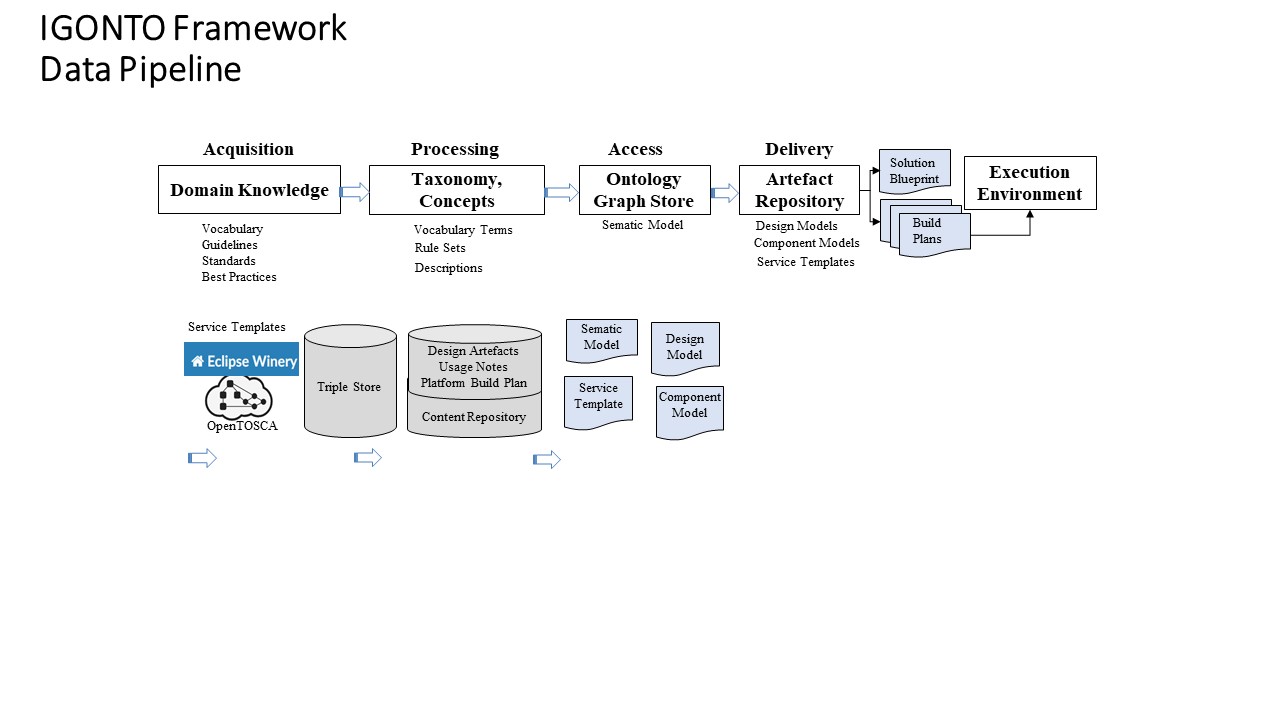 IGONTO Framework
Data Pipeline
Acquisition
Processing
Access
Delivery
Domain Knowledge
Taxonomy,
Concepts
Ontology
Graph Store
Artefact
Repository
Solution
Blueprint
Execution
Environment
Build
Plans
Vocabulary
Guidelines
Standards
Best Practices
Vocabulary Terms
Rule Sets
Descriptions
Sematic Model
Design Models
Component Models
Service Templates
Service Templates
Eclipse Winery
OpenTOSCA
Triple Store
Design Artefacts
Usage Notes
Platform Build Plan
Content Repository
Sematic
Model
Design
Model
Service
Template
Component
Model